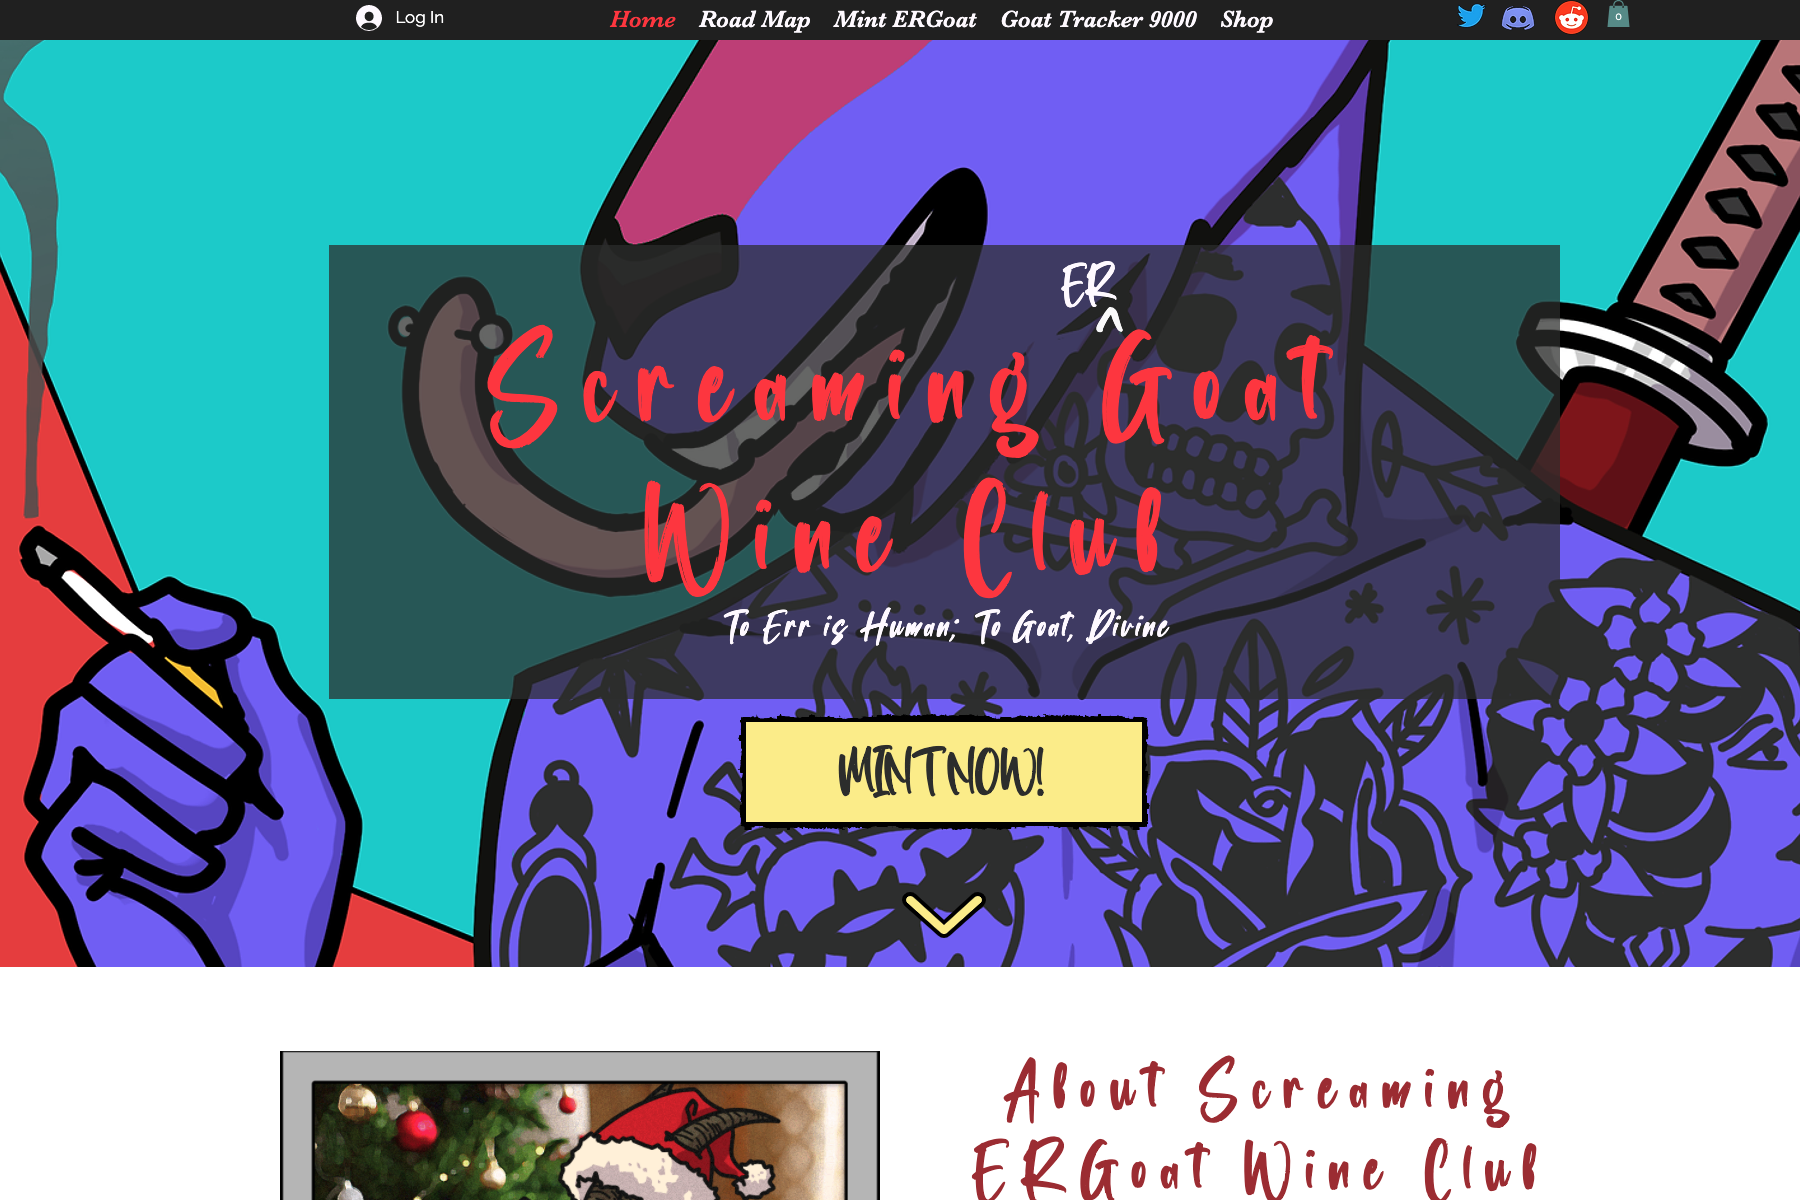 Log In
Home Road Map Mint ERGoat Goat Tracker 9000 Shop
0
ER
^
Screaming Goat
Wine Club
To Err is Human; To Goat, Divine
MINT NOW!
About Screaming
ERGoat Wine Club